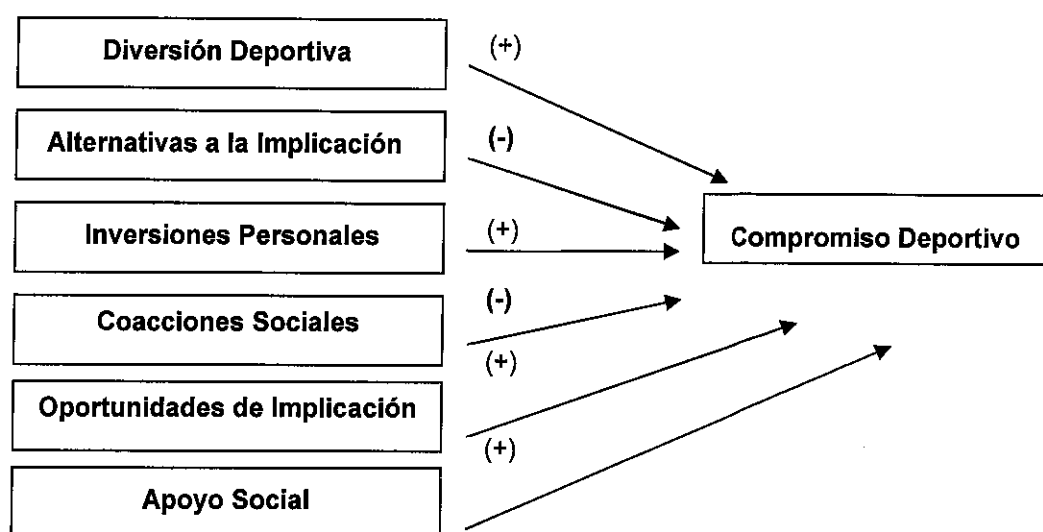 Diversión Deportiva
(+)
Alternativas a la Implicación
(-)
Inversiones Personales
(+)
Compromiso Deportivo
Coacciones Sociales
(-)
(+)
Oportunidades de Implicación
(+)
Apoyo Social